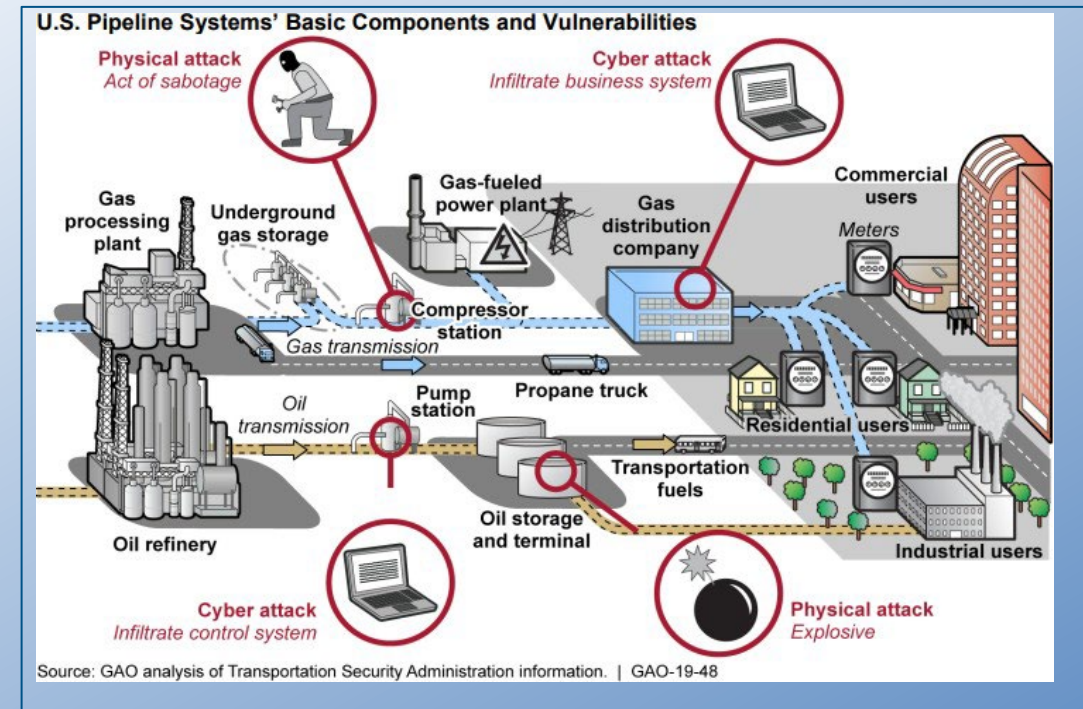 U.S. Pipeline Systems' Basic Components and Vulnerabilities
Physical attack
Act of sabotage
Cyber attack
Infiltrate business system
Gas
processing
plant
Underground
gas storage
Gas-fueled
power plant
Gas
distribution
company
Commercial
users
Meters
Compressor
station
Gas transmission
Propane truck
Pump
station
Oil
transmission
Residential users
Transportation
fuels
Oil refinery
Oil storage
and terminal
Industrial users
Cyber attack
Infiltrate control system
Physical attack
Explosive
Source: GAO analysis of Transportation Security Administration information. | GAO-19-48